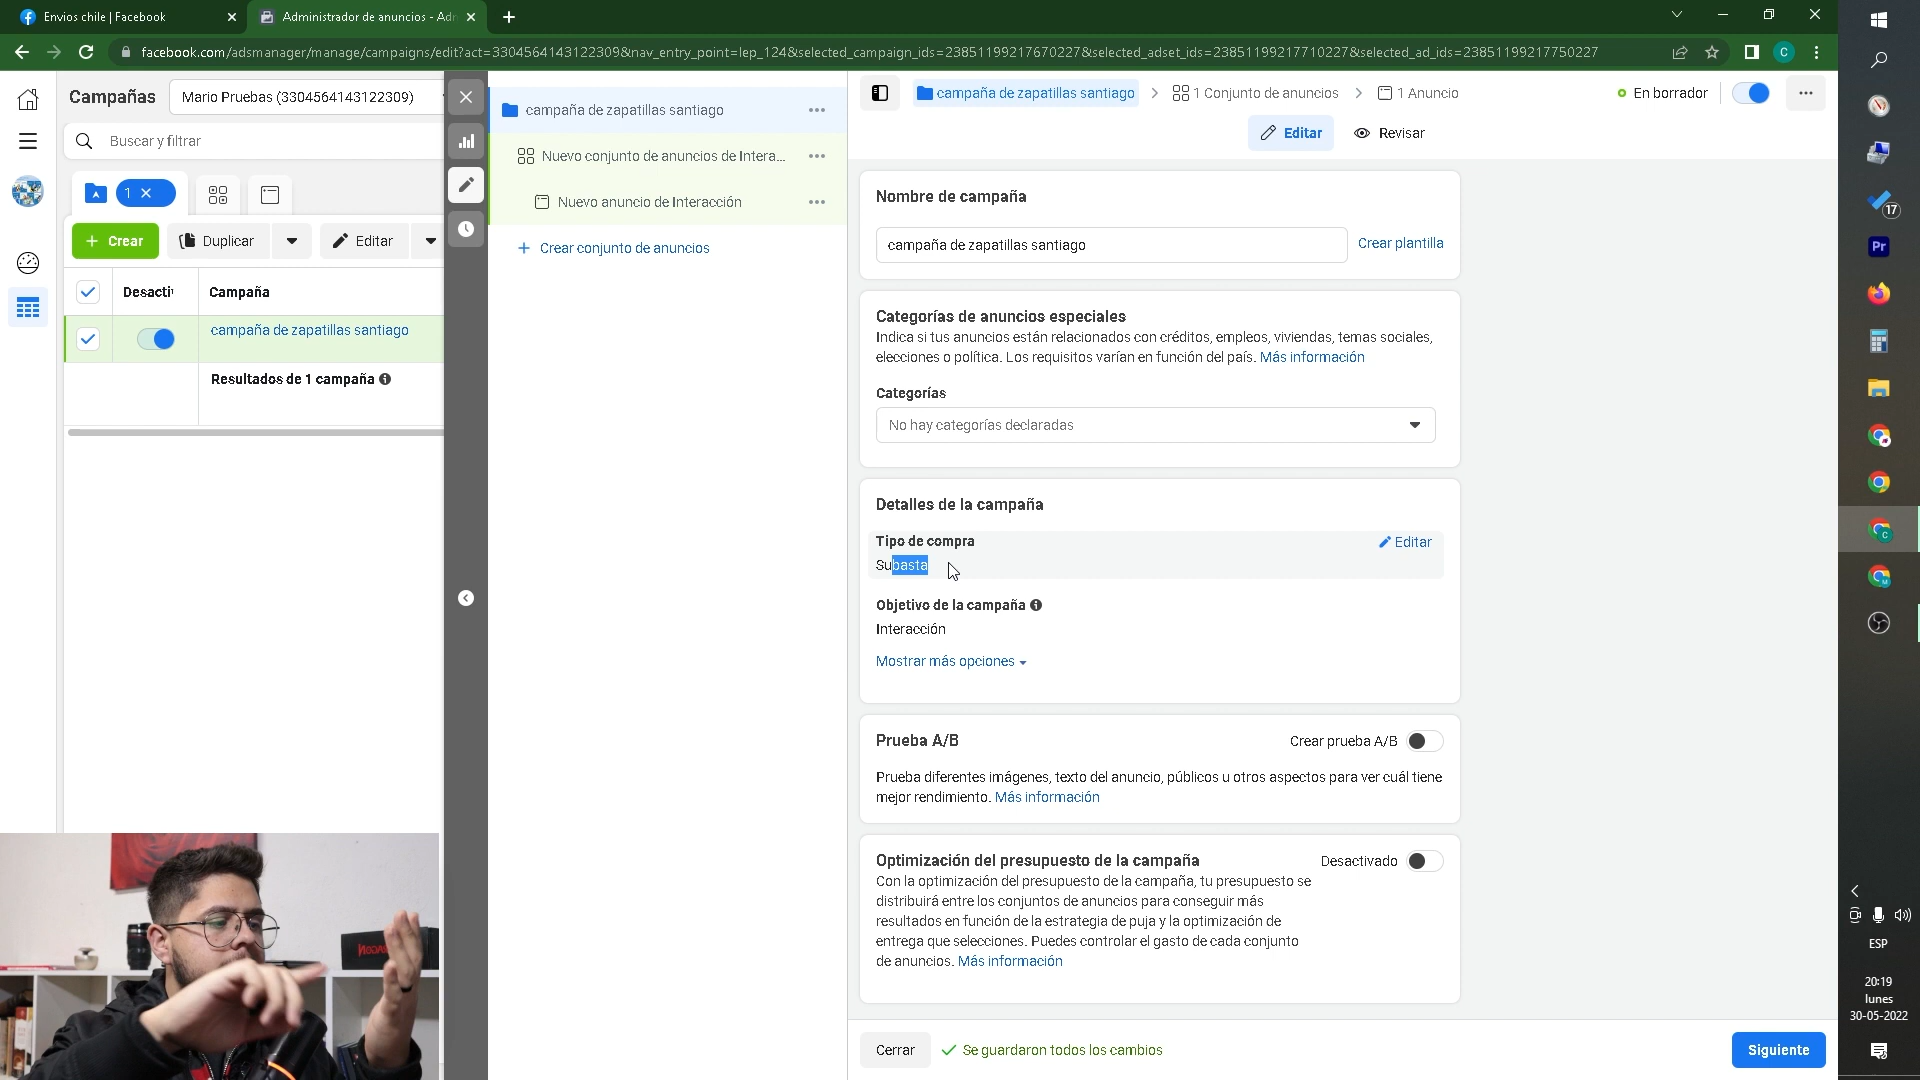 Envios chile | Facebook
Administrador de anuncios - Adm
facebook.com/adsmanager/manage/campaigns/edit?act=3304564143122309&nav_entry_point=lep_124&selected_campaign_ids=23851199217670227&selected_adset_ids=23851199217710227&selected_ad_ids=23851199217750227
C
Campañas
Mario Pruebas (3304564143122309)
Buscar y filtrar
1
Crear
Duplicar
Editar
Desacti
Campaña
campaña de zapatillas santiago
Resultados de 1 campaña
campaña de zapatillas santiago
Nuevo conjunto de anuncios de Intera...
Nuevo anuncio de Interacción
Crear conjunto de anuncios
campaña de zapatillas santiago
1 Conjunto de anuncios
1 Anuncio
En borrador
Editar
Revisar
Nombre de campaña
campaña de zapatillas santiago
Crear plantilla
Categorías de anuncios especiales
Indica si tus anuncios están relacionados con créditos, empleos, viviendas, temas sociales,
elecciones o política. Los requisitos varían en función del país. Más información
Categorías
No hay categorías declaradas
Detalles de la campaña
Tipo de compra
Editar
Subasta
Objetivo de la campaña
Interacción
Mostrar más opciones
Prueba A/B
Crear prueba A/B
Prueba diferentes imágenes, texto del anuncio, públicos u otros aspectos para ver cuál tiene
mejor rendimiento. Más información
Optimización del presupuesto de la campaña
Desactivado
Con la optimización del presupuesto de la campaña, tu presupuesto se
distribuirá entre los conjuntos de anuncios para conseguir más
resultados en función de la estrategia de puja y la optimización de
entrega que selecciones. Puedes controlar el gasto de cada conjunto
de anuncios. Más información
Cerrar
Se guardaron todos los cambios
Siguiente
17
Pr
ESP
20:19
lunes
30-05-2022